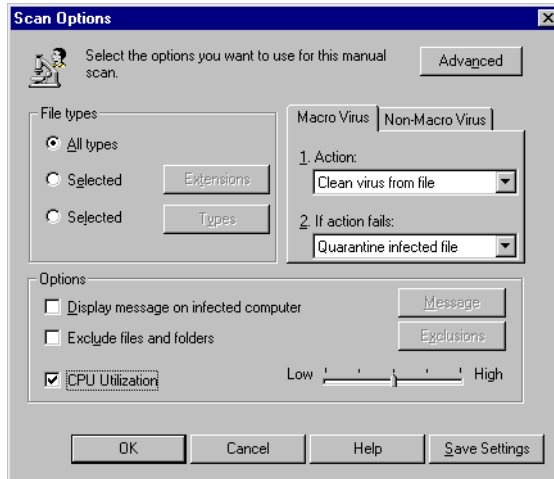 Scan Options
Select the options you want to use for this manual
scan.
Advanced
File types
All types
Selected
Extensions
Selected
Types
Macro Virus
Non-Macro Virus
1. Action:
Clean virus from file
2. If action fails:
Quarantine infected file
Options
Display message on infected computer
Message
Exclude files and folders
Exclusions
CPU Utilization
Low
High
OK
Cancel
Help
Save Settings